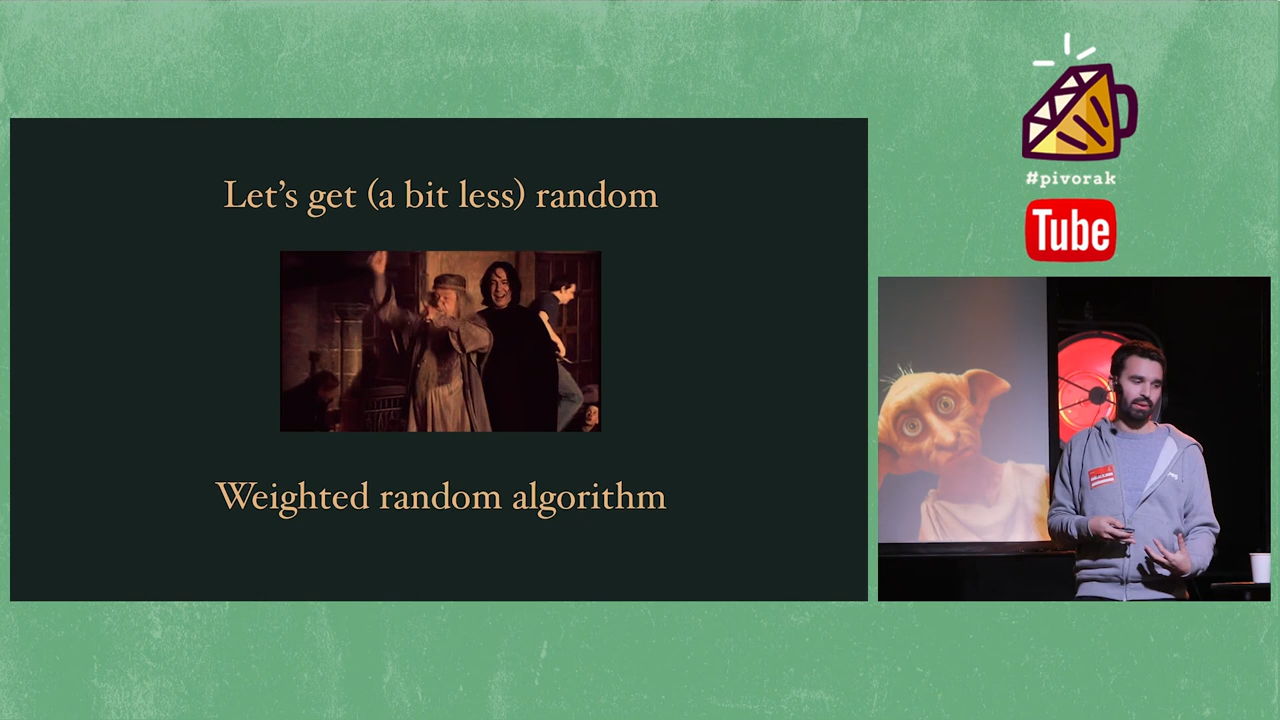 Let's get (a bit less) random
Weighted random algorithm
#pivorak
Tube